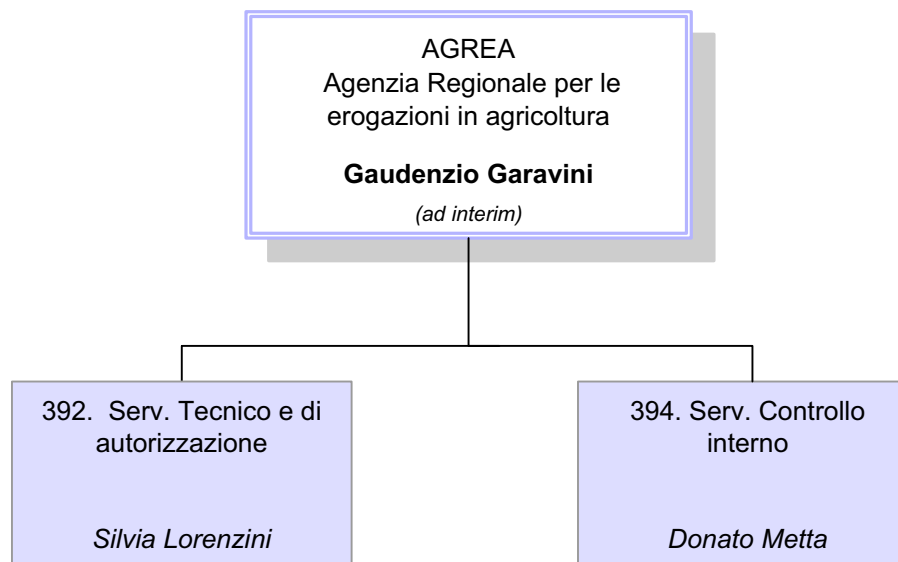 AGREA
Agenzia Regionale per le
erogazioni in agricoltura
Gaudenzio Garavini
(ad interim)
392. Serv. Tecnico e di
autorizzazione
Silvia Lorenzini
394. Serv. Controllo
interno
Donato Metta